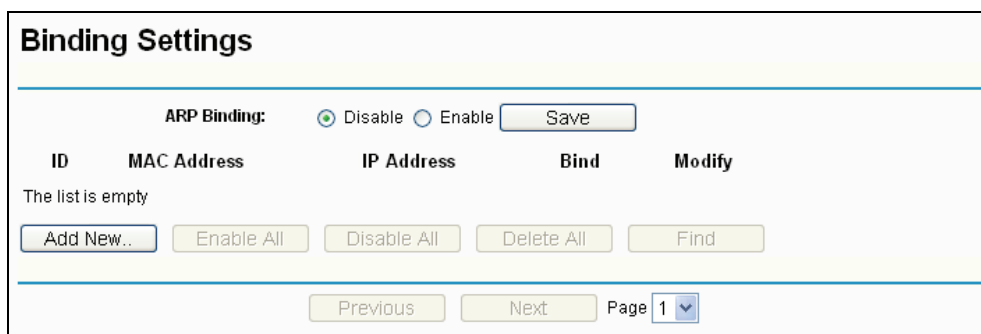 Binding Settings
ARP Binding: Disable Enable Save
ID MAC Address IP Address Bind Modify
The list is empty
Add New.. Enable All Disable All Delete All Find
Previous Next Page 1